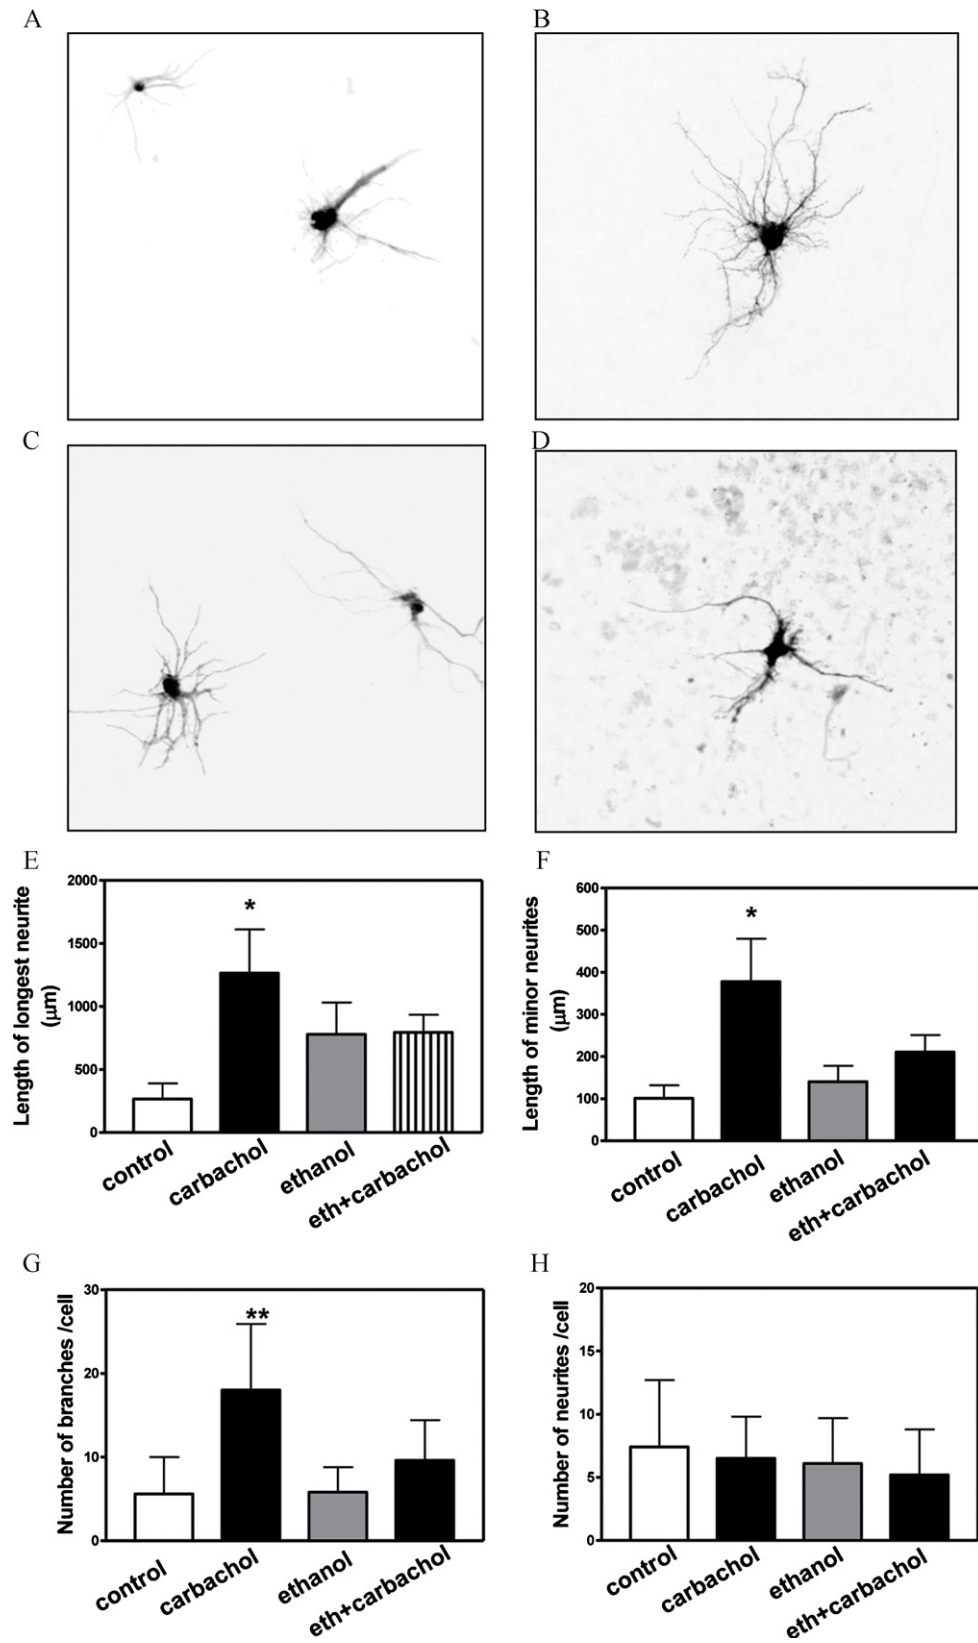 A
B
C
D
E
2000
1500
1000
500
0
Length of longest neurite
(μm)
*
control
carbachol
ethanol
eth+carbachol
F
600
500
400
300
200
100
0
Length of minor neurites
(μm)
*
control
carbachol
ethanol
eth+carbachol
G
30
20
10
0
Number of branches /cell
**
control
carbachol
ethanol
eth+carbachol
H
20
15
10
5
0
Number of neurites /cell
control
carbachol
ethanol
eth+carbachol